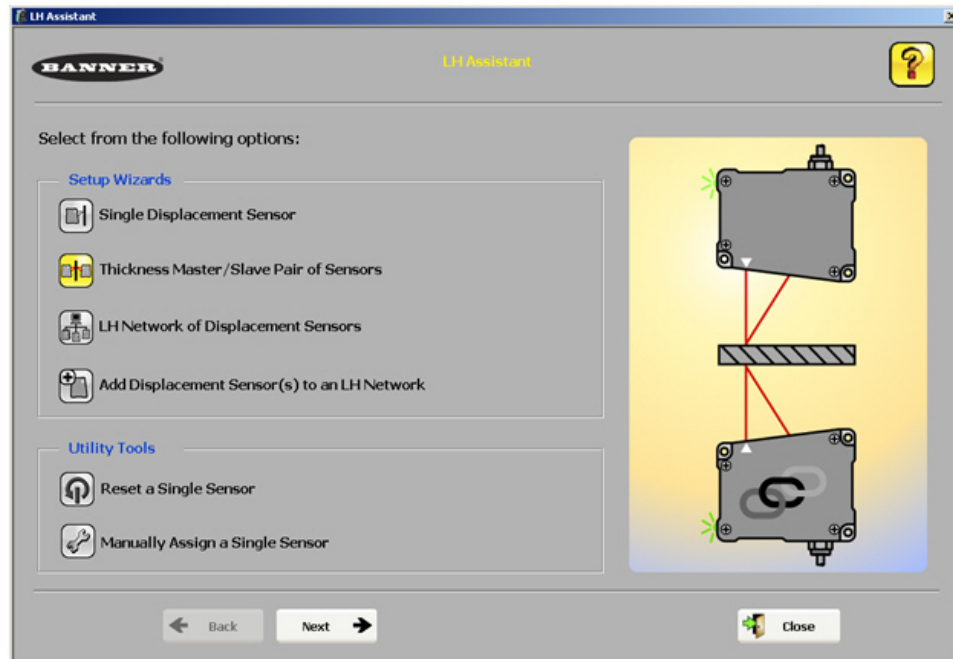 LH Assistant
BANNER
LH Assistant
Select from the following options:
Setup Wizards
Single Displacement Sensor
Thickness Master/Slave Pair of Sensors
LH Network of Displacement Sensors
Add Displacement Sensor(s) to an LH Network
Utility Tools
Reset a Single Sensor
Manually Assign a Single Sensor
Back
Next
Close